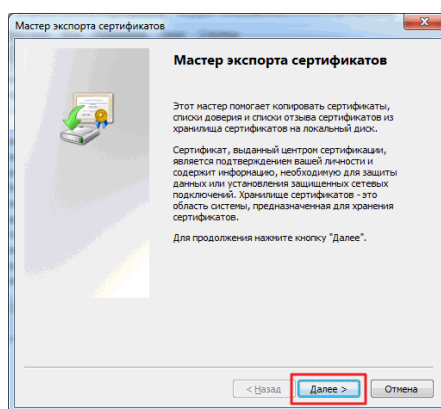 Мастер экспорта сертификатов
Мастер экспорта сертификатов
Этот мастер помогает копировать сертификаты,
списки доверия и списки отзыва сертификатов из
хранилища сертификатов на локальный диск.
Сертификат, выданный центром сертификации,
является подтверждением вашей личности и
содержит информацию, необходимую для защиты
данных или установления защищенных сетевых
подключений. Хранилище сертификатов - это
область системы, предназначенная для хранения
сертификатов.
Для продолжения нажмите кнопку "Далее".
< Назад
Далее >
Отмена